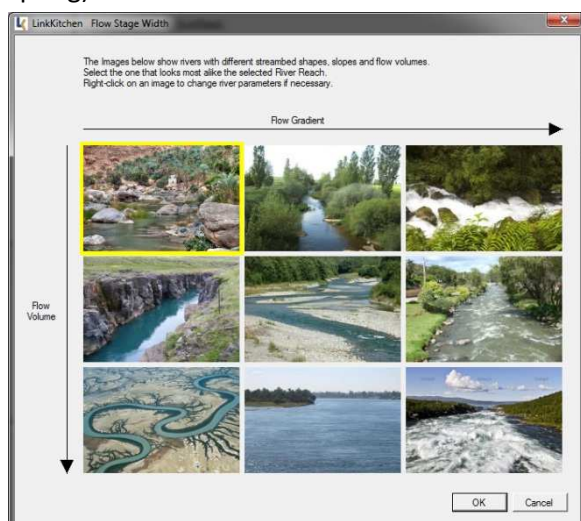 LinkKitchen Flow Stage Width
The Images below show rivers with different streambed shapes, slopes and flow volumes.
Select the one that looks most alike the selected River Reach.
Right-click on an image to change river parameters if necessary.
Flow Gradient
Flow
Volume
OK Cancel